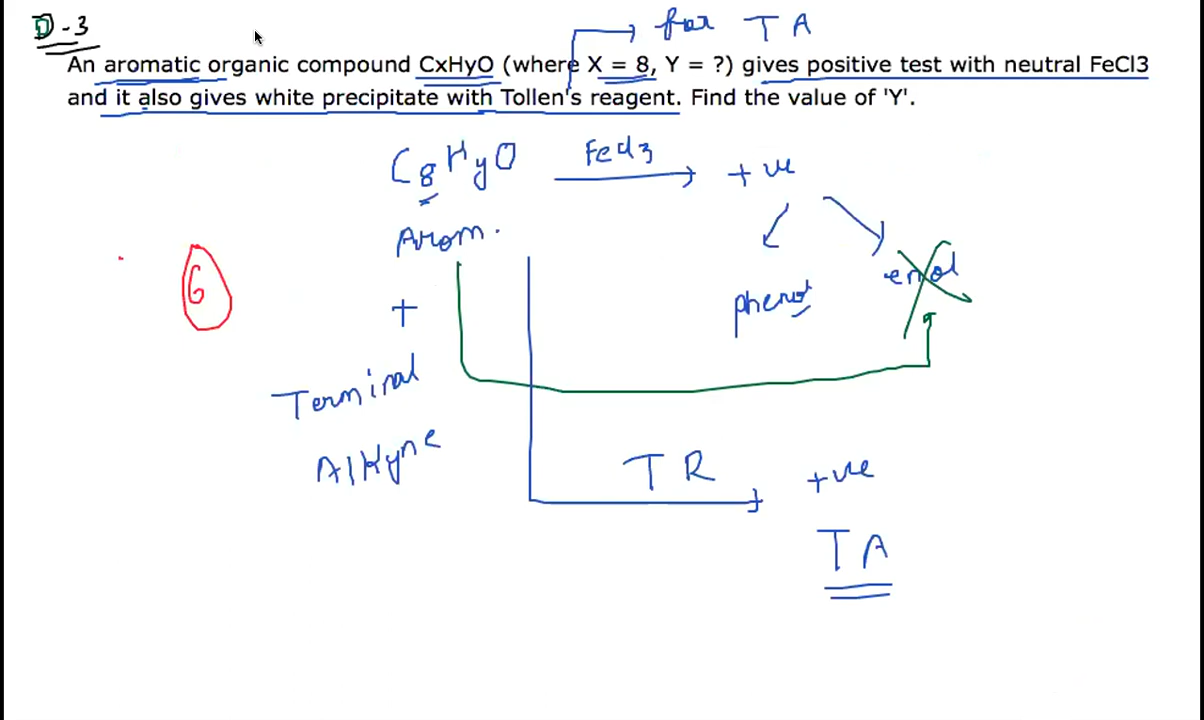 D-3
for TA
An aromatic organic compound CxHyO (where X = 8, Y = ?) gives positive test with neutral FeCl3
and it also gives white precipitate with Tollen's reagent. Find the value of 'Y'.
C8HyO FeCl3 +ve
Arom.
6
+
phenol
enol
Terminal
Alkyne
TR
+ve
TA